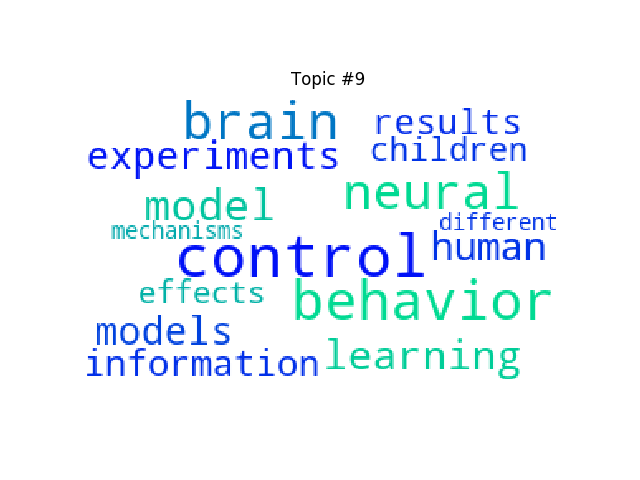 Topic #9
brain results
experiments children
model neural
mechanisms different
control human
effects behavior
models
information learning